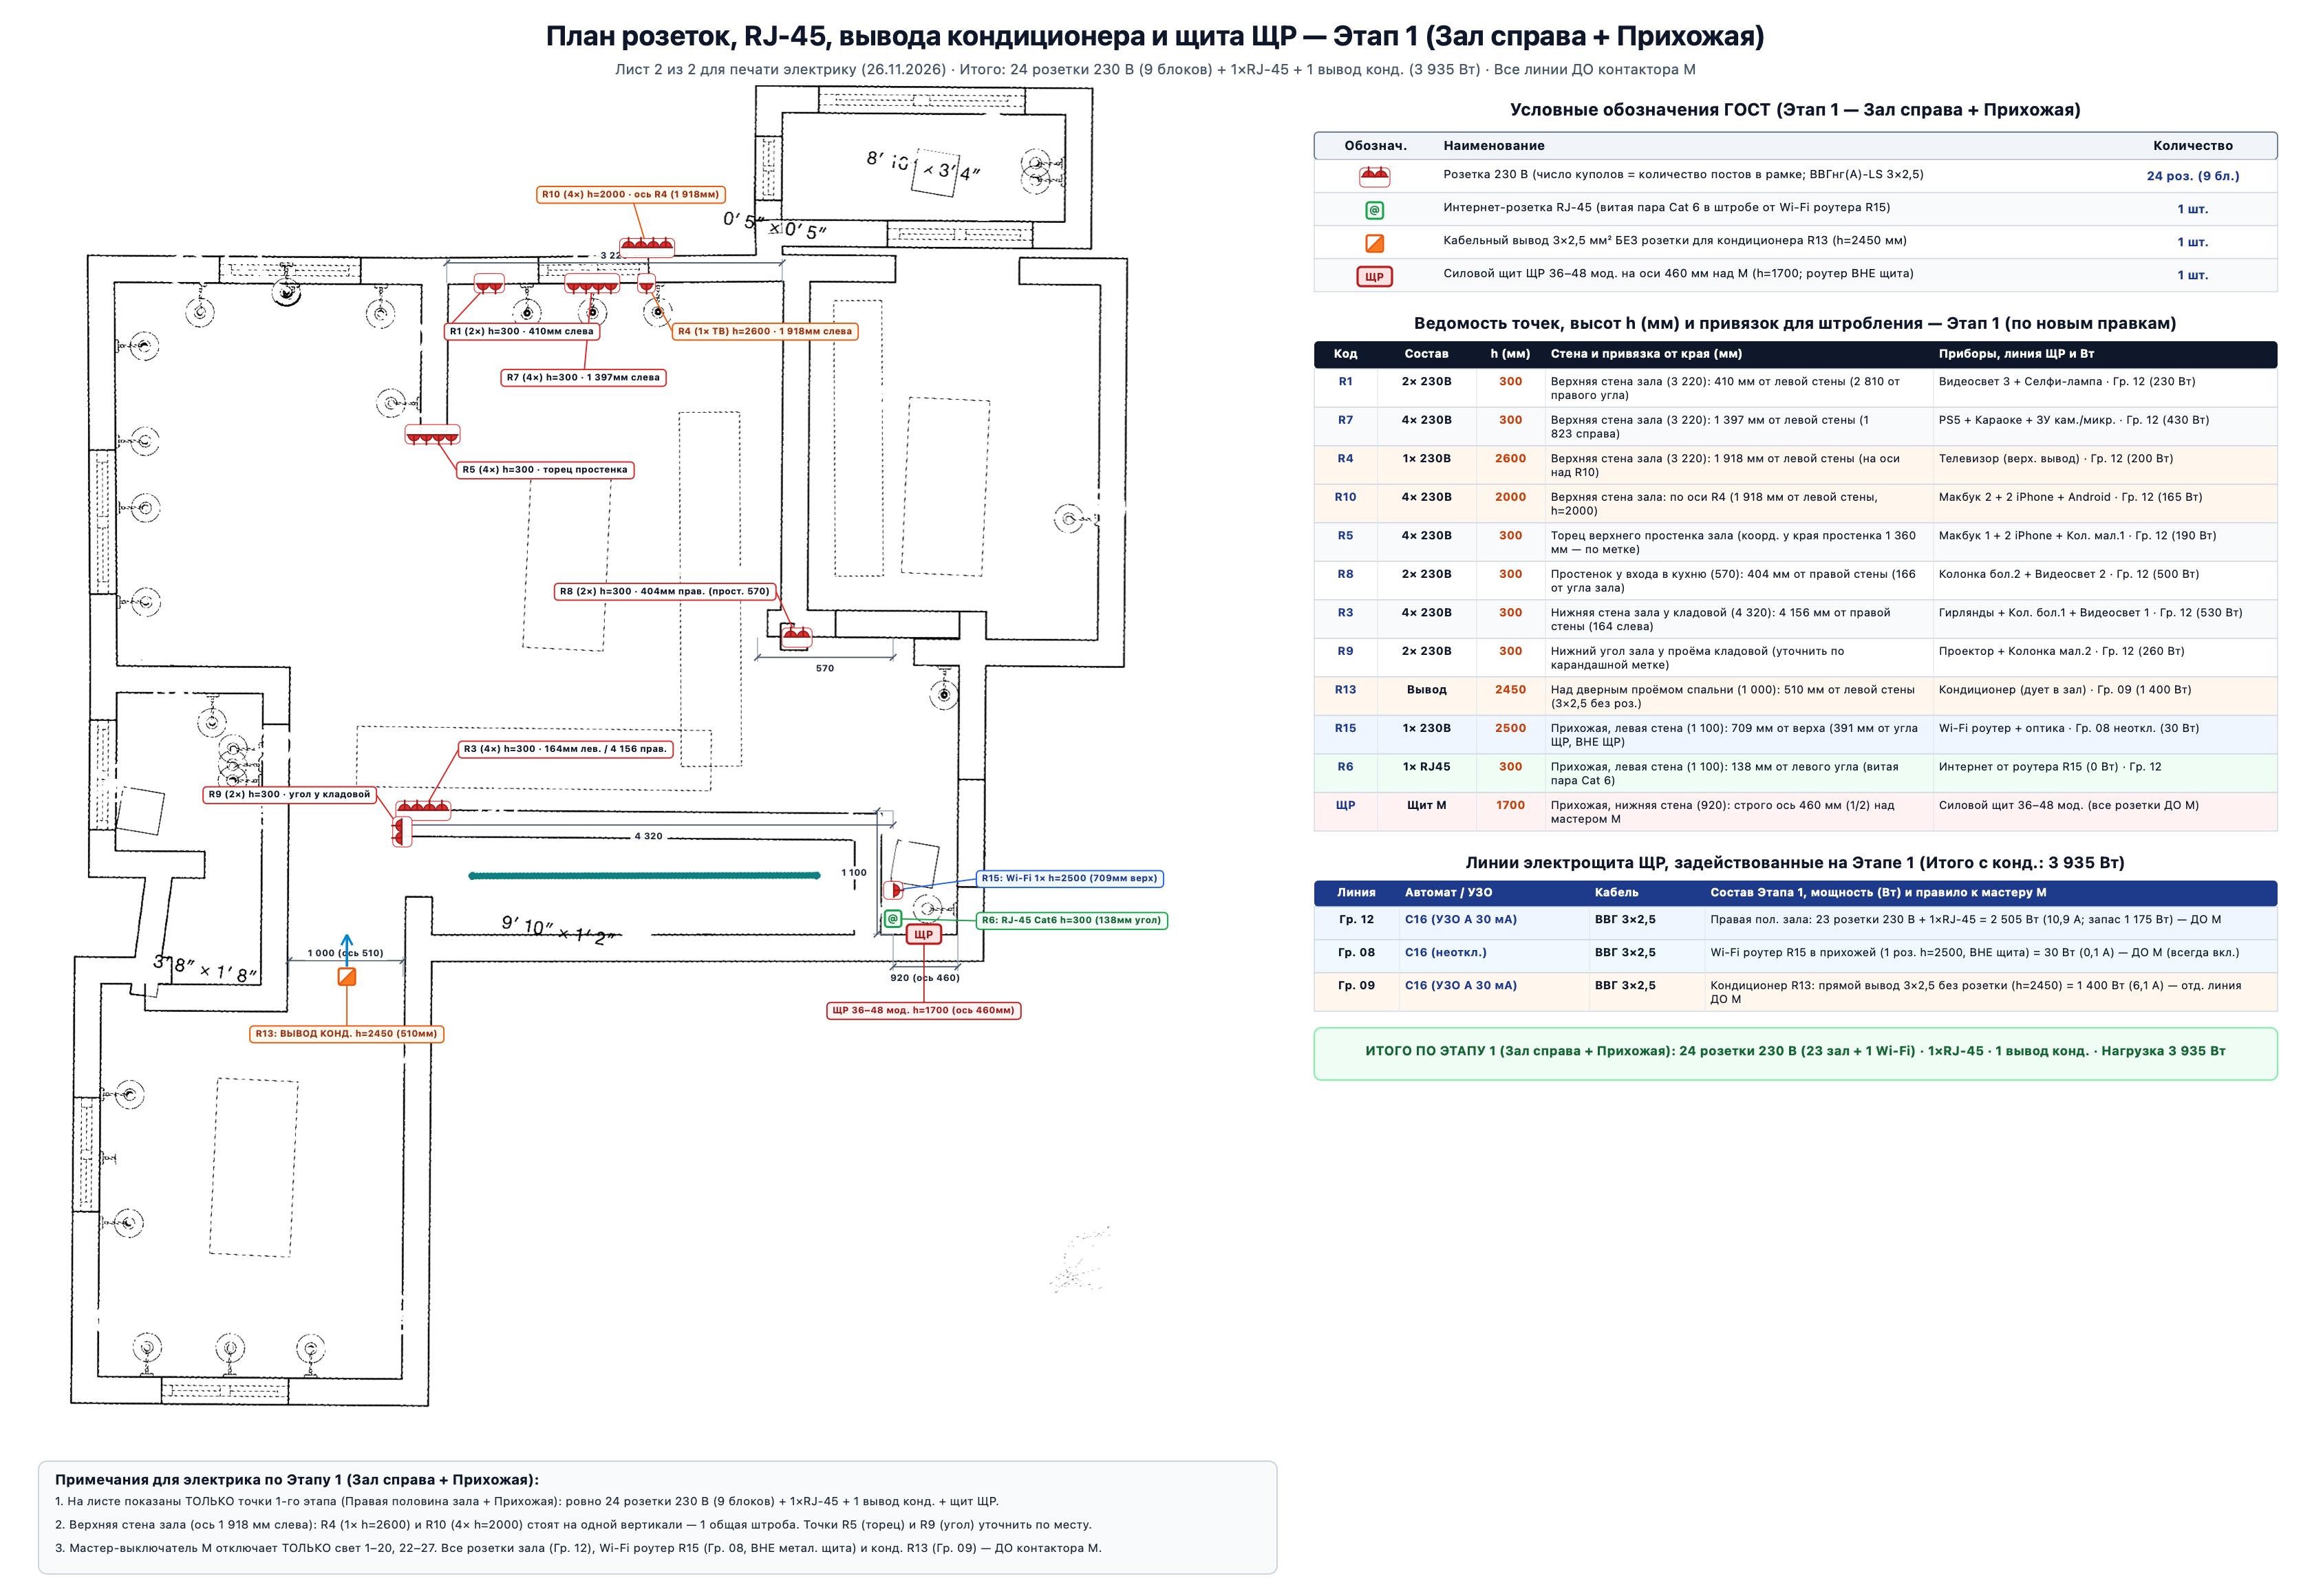 План розеток, RJ-45, вывода кондиционера и щита ЩР — Этап 1 (Зал справа + Прихожая)
Лист 2 из 2 для печати электрику (26.11.2026) · Итого: 24 розетки 230 В (9 блоков) + 1×RJ-45 + 1 вывод конд. (3 935 Вт) · Все линии ДО контактора М
8' 10" × 3' 4"
R10 (4×) h=2000 · ось R4 (1 918мм)
0' 5" × 0' 5"
3 22
R1 (2×) h=300 · 410мм слева
R4 (1× ТВ) h=2600 · 1 918мм слева
R7 (4×) h=300 · 1 397мм слева
R5 (4×) h=300 · торец простенка
R8 (2×) h=300 · 404мм прав. (прост. 570)
570
R3 (4×) h=300 · 164мм лев. / 4 156 прав.
R9 (2×) h=300 · угол у кладовой
4 320
1 100
R15: Wi-Fi 1× h=2500 (709мм верх)
@
R6: RJ-45 Cat6 h=300 (138мм угол)
9' 10" × 1' 2"
ЩР
1 000 (ось 510)
3' 8" × 1' 8"
920 (ось 460)
ЩР 36–48 мод. h=1700 (ось 460мм)
R13: ВЫВОД КОНД. h=2450 (510мм)
Условные обозначения ГОСТ (Этап 1 — Зал справа + Прихожая)
Обознач. Наименование Количество
Розетка 230 В (число куполов = количество постов в рамке; ВВГнг(А)-LS 3×2,5) 24 роз. (9 бл.)
@ Интернет-розетка RJ-45 (витая пара Cat 6 в штробе от Wi-Fi роутера R15) 1 шт.
Кабельный вывод 3×2,5 мм² БЕЗ розетки для кондиционера R13 (h=2450 мм) 1 шт.
ЩР Силовой щит ЩР 36–48 мод. на оси 460 мм над М (h=1700; роутер ВНЕ щита) 1 шт.
Ведомость точек, высот h (мм) и привязок для штробления — Этап 1 (по новым правкам)
Код Состав h (мм) Стена и привязка от края (мм) Приборы, линия ЩР и Вт
R1 2× 230В 300 Верхняя стена зала (3 220): 410 мм от левой стены (2 810 от Видеосвет 3 + Селфи-лампа · Гр. 12 (230 Вт)
правого угла)
R7 4× 230В 300 Верхняя стена зала (3 220): 1 397 мм от левой стены (1 PS5 + Караоке + ЗУ кам./микр. · Гр. 12 (430 Вт)
823 справа)
R4 1× 230В 2600 Верхняя стена зала (3 220): 1 918 мм от левой стены (на оси Телевизор (верх. вывод) · Гр. 12 (200 Вт)
над R10)
R10 4× 230В 2000 Верхняя стена зала: по оси R4 (1 918 мм от левой стены, Макбук 2 + 2 iPhone + Android · Гр. 12 (165 Вт)
h=2000)
R5 4× 230В 300 Торец верхнего простенка зала (коорд. у края простенка 1 360 Макбук 1 + 2 iPhone + Кол. мал.1 · Гр. 12 (190 Вт)
мм — по метке)
R8 2× 230В 300 Простенок у входа в кухню (570): 404 мм от правой стены (166 Колонка бол.2 + Видеосвет 2 · Гр. 12 (500 Вт)
от угла зала)
R3 4× 230В 300 Нижняя стена зала у кладовой (4 320): 4 156 мм от правой Гирлянды + Кол. бол.1 + Видеосвет 1 · Гр. 12 (530 Вт)
стены (164 слева)
R9 2× 230В 300 Нижний угол зала у проёма кладовой (уточнить по Проектор + Колонка мал.2 · Гр. 12 (260 Вт)
карандашной метке)
R13 Вывод 2450 Над дверным проёмом спальни (1 000): 510 мм от левой стены Кондиционер (дует в зал) · Гр. 09 (1 400 Вт)
(3×2,5 без роз.)
R15 1× 230В 2500 Прихожая, левая стена (1 100): 709 мм от верха (391 мм от угла Wi-Fi роутер + оптика · Гр. 08 неоткл. (30 Вт)
ЩР, ВНЕ ЩР)
R6 1× RJ45 300 Прихожая, левая стена (1 100): 138 мм от левого угла (витая Интернет от роутера R15 (0 Вт) · Гр. 12
пара Cat 6)
ЩР Щит М 1700 Прихожая, нижняя стена (920): строго ось 460 мм (1/2) над Силовой щит 36–48 мод. (все розетки ДО М)
мастером М
Линии электрощита ЩР, задействованные на Этапе 1 (Итого с конд.: 3 935 Вт)
Линия Автомат / УЗО Кабель Состав Этапа 1, мощность (Вт) и правило к мастеру М
Гр. 12 С16 (УЗО А 30 мА) ВВГ 3×2,5 Правая пол. зала: 23 розетки 230 В + 1×RJ-45 = 2 505 Вт (10,9 А; запас 1 175 Вт) — ДО М
Гр. 08 С16 (неоткл.) ВВГ 3×2,5 Wi-Fi роутер R15 в прихожей (1 роз. h=2500, ВНЕ щита) = 30 Вт (0,1 А) — ДО М (всегда вкл.)
Гр. 09 С16 (УЗО А 30 мА) ВВГ 3×2,5 Кондиционер R13: прямой вывод 3×2,5 без розетки (h=2450) = 1 400 Вт (6,1 А) — отд. линия
ДО М
ИТОГО ПО ЭТАПУ 1 (Зал справа + Прихожая): 24 розетки 230 В (23 зал + 1 Wi-Fi) · 1×RJ-45 · 1 вывод конд. · Нагрузка 3 935 Вт
Примечания для электрика по Этапу 1 (Зал справа + Прихожая):
1. На листе показаны ТОЛЬКО точки 1-го этапа (Правая половина зала + Прихожая): ровно 24 розетки 230 В (9 блоков) + 1×RJ-45 + 1 вывод конд. + щит ЩР.
2. Верхняя стена зала (ось 1 918 мм слева): R4 (1× h=2600) и R10 (4× h=2000) стоят на одной вертикали — 1 общая штроба. Точки R5 (торец) и R9 (угол) уточнить по месту.
3. Мастер-выключатель М отключает ТОЛЬКО свет 1–20, 22–27. Все розетки зала (Гр. 12), Wi-Fi роутер R15 (Гр. 08, ВНЕ метал. щита) и конд. R13 (Гр. 09) — ДО контактора М.